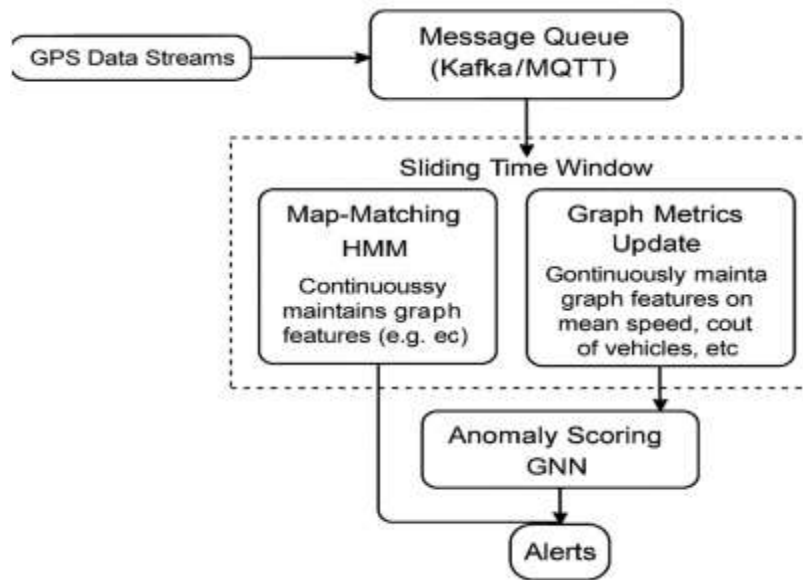 GPS Data Streams
Message Queue
(Kafka/MQTT)
Sliding Time Window
Map-Matching
HMM
Continuoussy
maintains graph
features (e.g. ec)
Graph Metrics
Update
Gontinuously mainta
graph features on
mean speed, cout
of vehicles, etc
Anomaly Scoring
GNN
Alerts